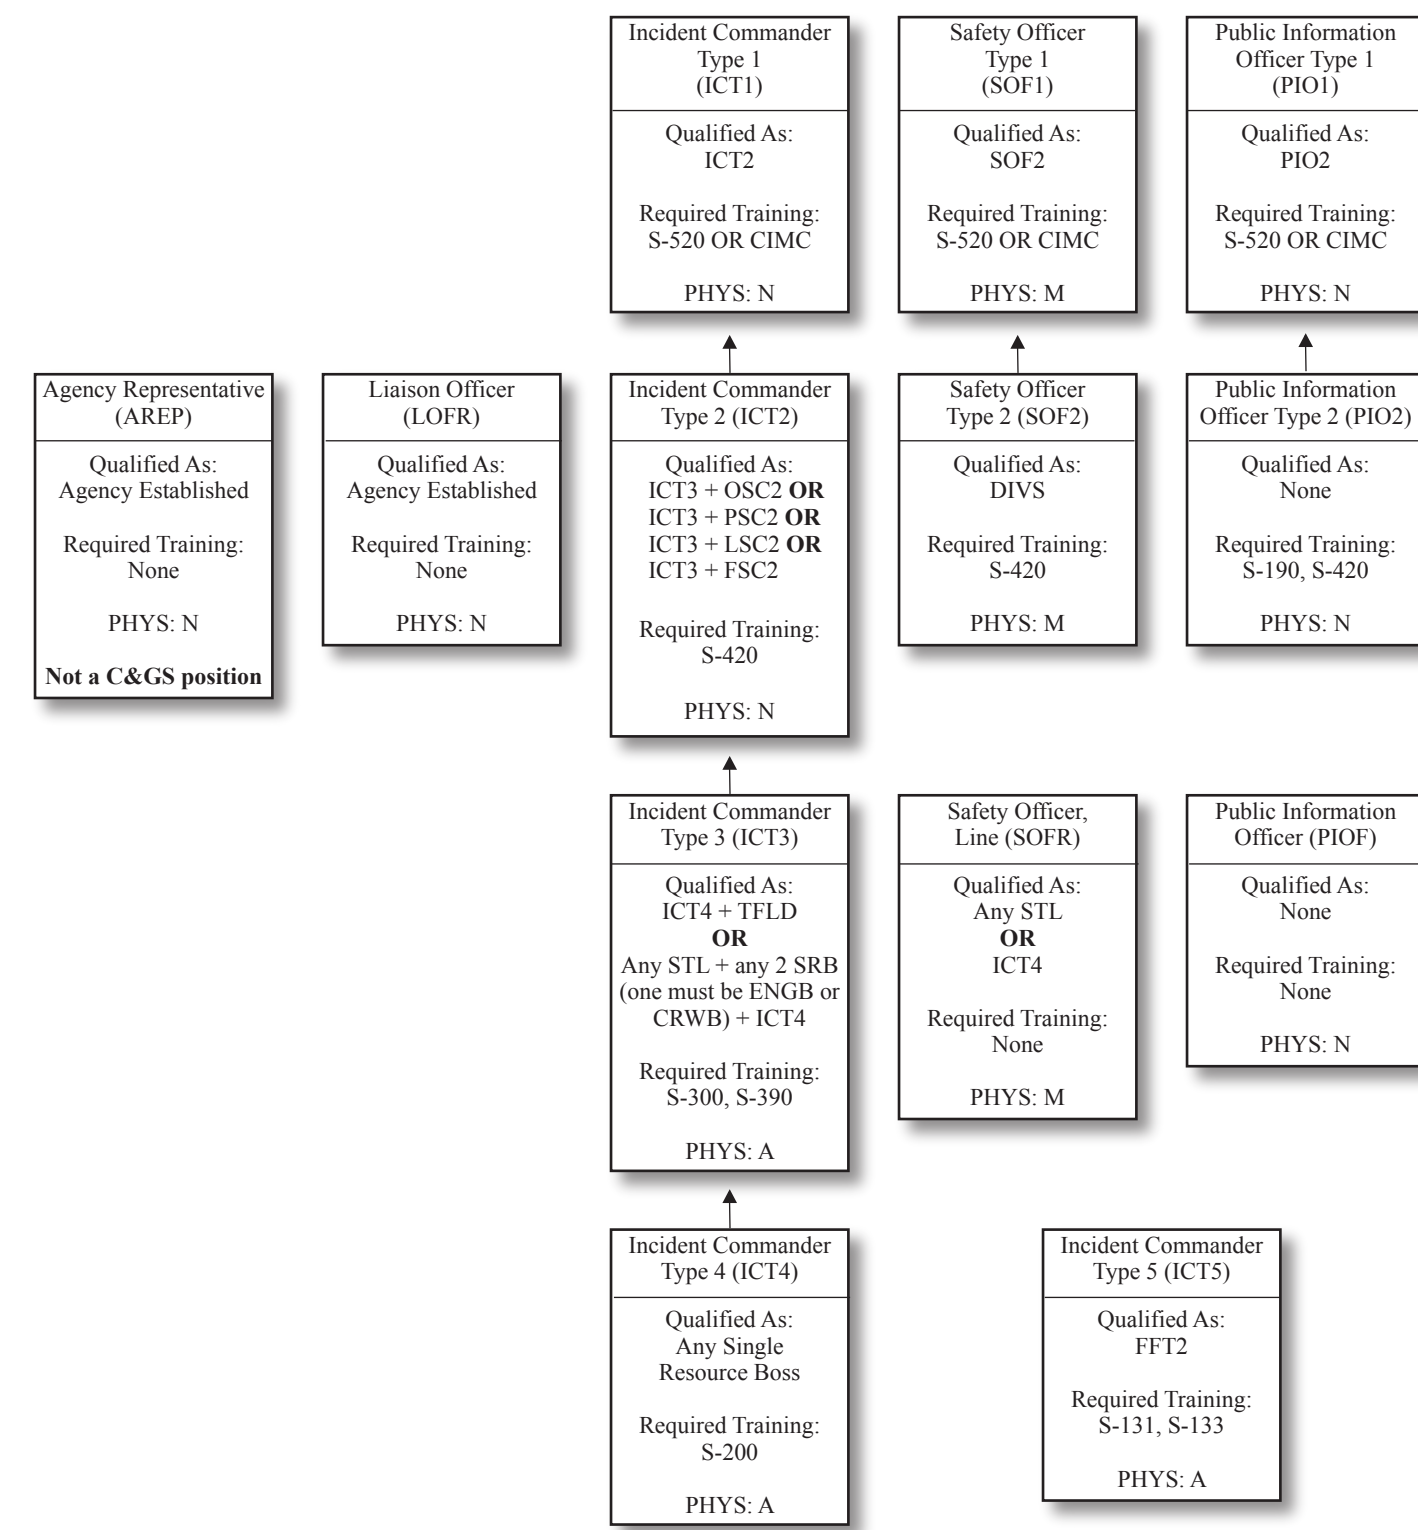 Incident Commander
Type 1
(ICT1)
Qualified As:
ICT2
Required Training:
S-520 OR CIMC
PHYS: N
Safety Officer
Type 1
(SOF1)
Qualified As:
SOF2
Required Training:
S-520 OR CIMC
PHYS: M
Public Information
Officer Type 1
(PIO1)
Qualified As:
PIO2
Required Training:
S-520 OR CIMC
PHYS: N
Agency Representative
(AREP)
Qualified As:
Agency Established
Required Training:
None
PHYS: N
Not a C&GS position
Liaison Officer
(LOFR)
Qualified As:
Agency Established
Required Training:
None
PHYS: N
Incident Commander
Type 2 (ICT2)
Qualified As:
ICT3 + OSC2 OR
ICT3 + PSC2 OR
ICT3 + LSC2 OR
ICT3 + FSC2
Required Training:
S-420
PHYS: N
Safety Officer
Type 2 (SOF2)
Qualified As:
DIVS
Required Training:
S-420
PHYS: M
Public Information
Officer Type 2 (PIO2)
Qualified As:
None
Required Training:
S-190, S-420
PHYS: N
Incident Commander
Type 3 (ICT3)
Qualified As:
ICT4 + TFLD
OR
Any STL + any 2 SRB
(one must be ENGB or
CRWB) + ICT4
Required Training:
S-300, S-390
PHYS: A
Safety Officer,
Line (SOFR)
Qualified As:
Any STL
OR
ICT4
Required Training:
None
PHYS: M
Public Information
Officer (PIOF)
Qualified As:
None
Required Training:
None
PHYS: N
Incident Commander
Type 4 (ICT4)
Qualified As:
Any Single
Resource Boss
Required Training:
S-200
PHYS: A
Incident Commander
Type 5 (ICT5)
Qualified As:
FFT2
Required Training:
S-131, S-133
PHYS: A